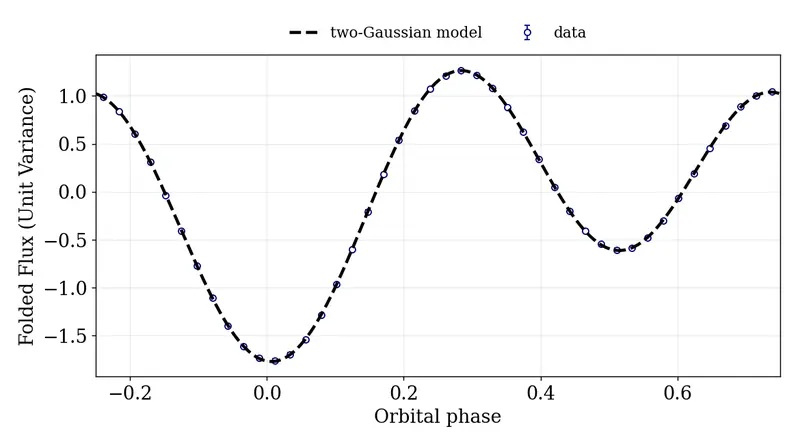 two-Gaussian model
data
Folded Flux (Unit Variance)
1.0
0.5
0.0
−0.5
−1.0
−1.5
−0.2
0.0
0.2
0.4
0.6
Orbital phase